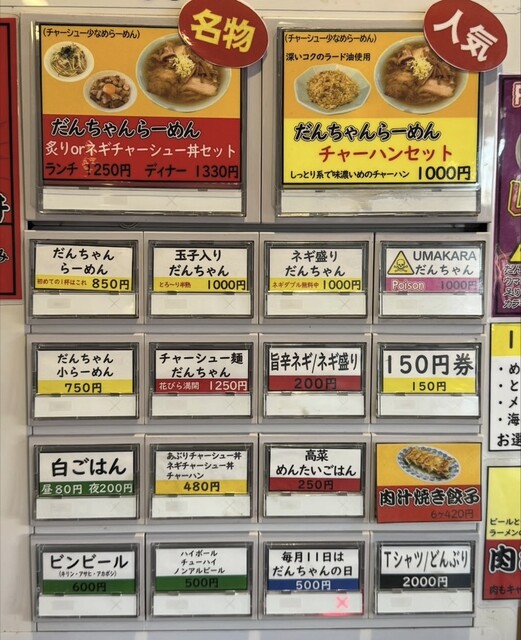 名物
人気
(チャーシュー少なめらーめん)
だんちゃんらーめん
炙りorネギチャーシュー丼セット
ランチ 1250円 ディナー 1330円
(チャーシュー少なめらーめん)
深いコクのラード油使用
だんちゃんらーめん
チャーハンセット
しっとり系で味濃いめのチャーハン 1000円
だんちゃん
らーめん
初めての1杯はこれ 850円
玉子入り
だんちゃん
とろ〜り半熟 1000円
ネギ盛り
だんちゃん
ネギダブル無料中 1000円
UMAKARA
だんちゃん
Poison 1000円
だんちゃん
小らーめん
750円
チャーシュー麺
だんちゃん
花びら満開 1250円
旨辛ネギ/ネギ盛り
200円
150円券
150円
白ごはん
昼80円 夜200円
あぶりチャーシュー丼
ネギチャーシュー丼
チャーハン
480円
高菜
めんたいごはん
250円
肉汁焼き餃子
6ヶ420円
ビンビール
(キリン・アサヒ・アカボシ)
600円
ハイボール
チューハイ
ノンアルビール
500円
毎月11日は
だんちゃんの日
500円
Tシャツ/どんぶり
2000円